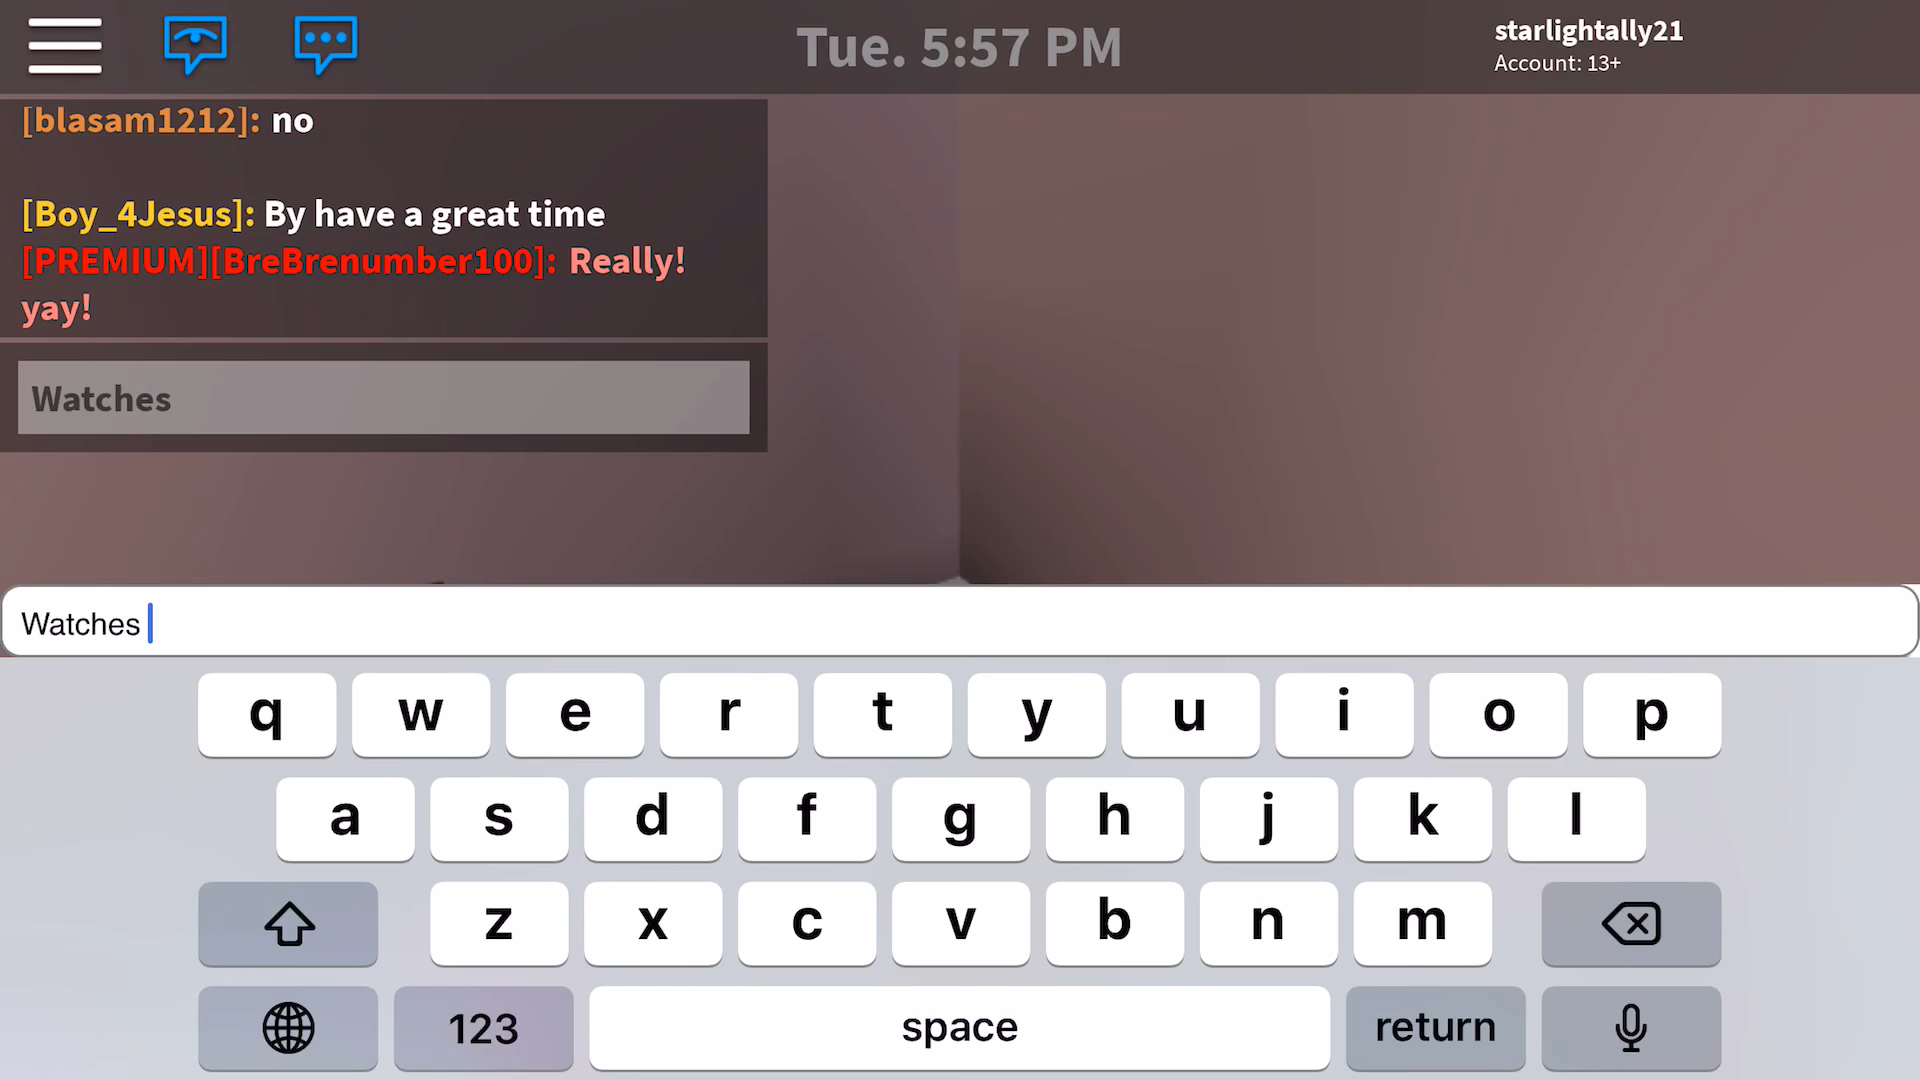 Tue. 5:57 PM
starlightally21
Account: 13+
[blasam1212]: no
[Boy_4Jesus]: By have a great time
[PREMIUM][BreBrenumber100]: Really!
yay!
Watches
Watches
q w e r t y u i o p
a s d f g h j k l
z x c v b n m
123 space return